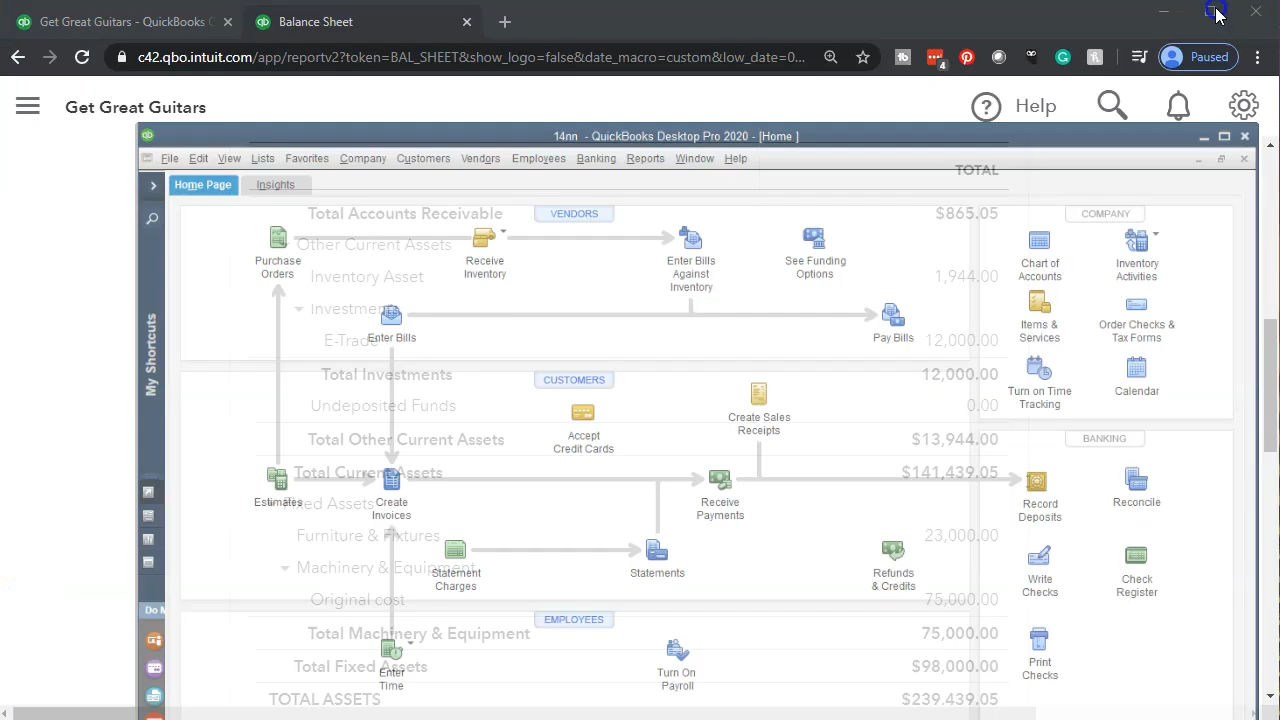 Get Great Guitars - QuickBooks C
Balance Sheet
c42.qbo.intuit.com/app/reportv2?token=BAL_SHEET&show_logo=false&date_macro=custom&low_date=0...
4
Paused
Get Great Guitars
Help
14nn - QuickBooks Desktop Pro 2020 - [Home ]
File Edit View Lists Favorites Company Customers Vendors Employees Banking Reports Window Help
Home Page
Insights
TOTAL
VENDORS
COMPANY
Total Accounts Receivable $865.05
Purchase Orders
Receive Inventory
Enter Bills Against Inventory
See Funding Options
Chart of Accounts
Inventory Activities
Other Current Assets
Inventory Asset 1,944.00
Investments
Enter Bills
Pay Bills
Items & Services
Order Checks & Tax Forms
E-Trade 12,000.00
Total Investments 12,000.00
CUSTOMERS
Turn on Time Tracking
Calendar
Undeposited Funds 0.00
Accept Credit Cards
Create Sales Receipts
Total Other Current Assets $13,944.00
BANKING
Total Current Assets $141,439.05
Estimates
Create Invoices
Receive Payments
Record Deposits
Reconcile
Fixed Assets
Furniture & Fixtures 23,000.00
Machinery & Equipment
Statement Charges
Statements
Refunds & Credits
Write Checks
Check Register
Original cost 75,000.00
EMPLOYEES
Total Machinery & Equipment 75,000.00
Total Fixed Assets $98,000.00
Enter Time
Turn On Payroll
Print Checks
TOTAL ASSETS $239,439.05
My Shortcuts
Do M